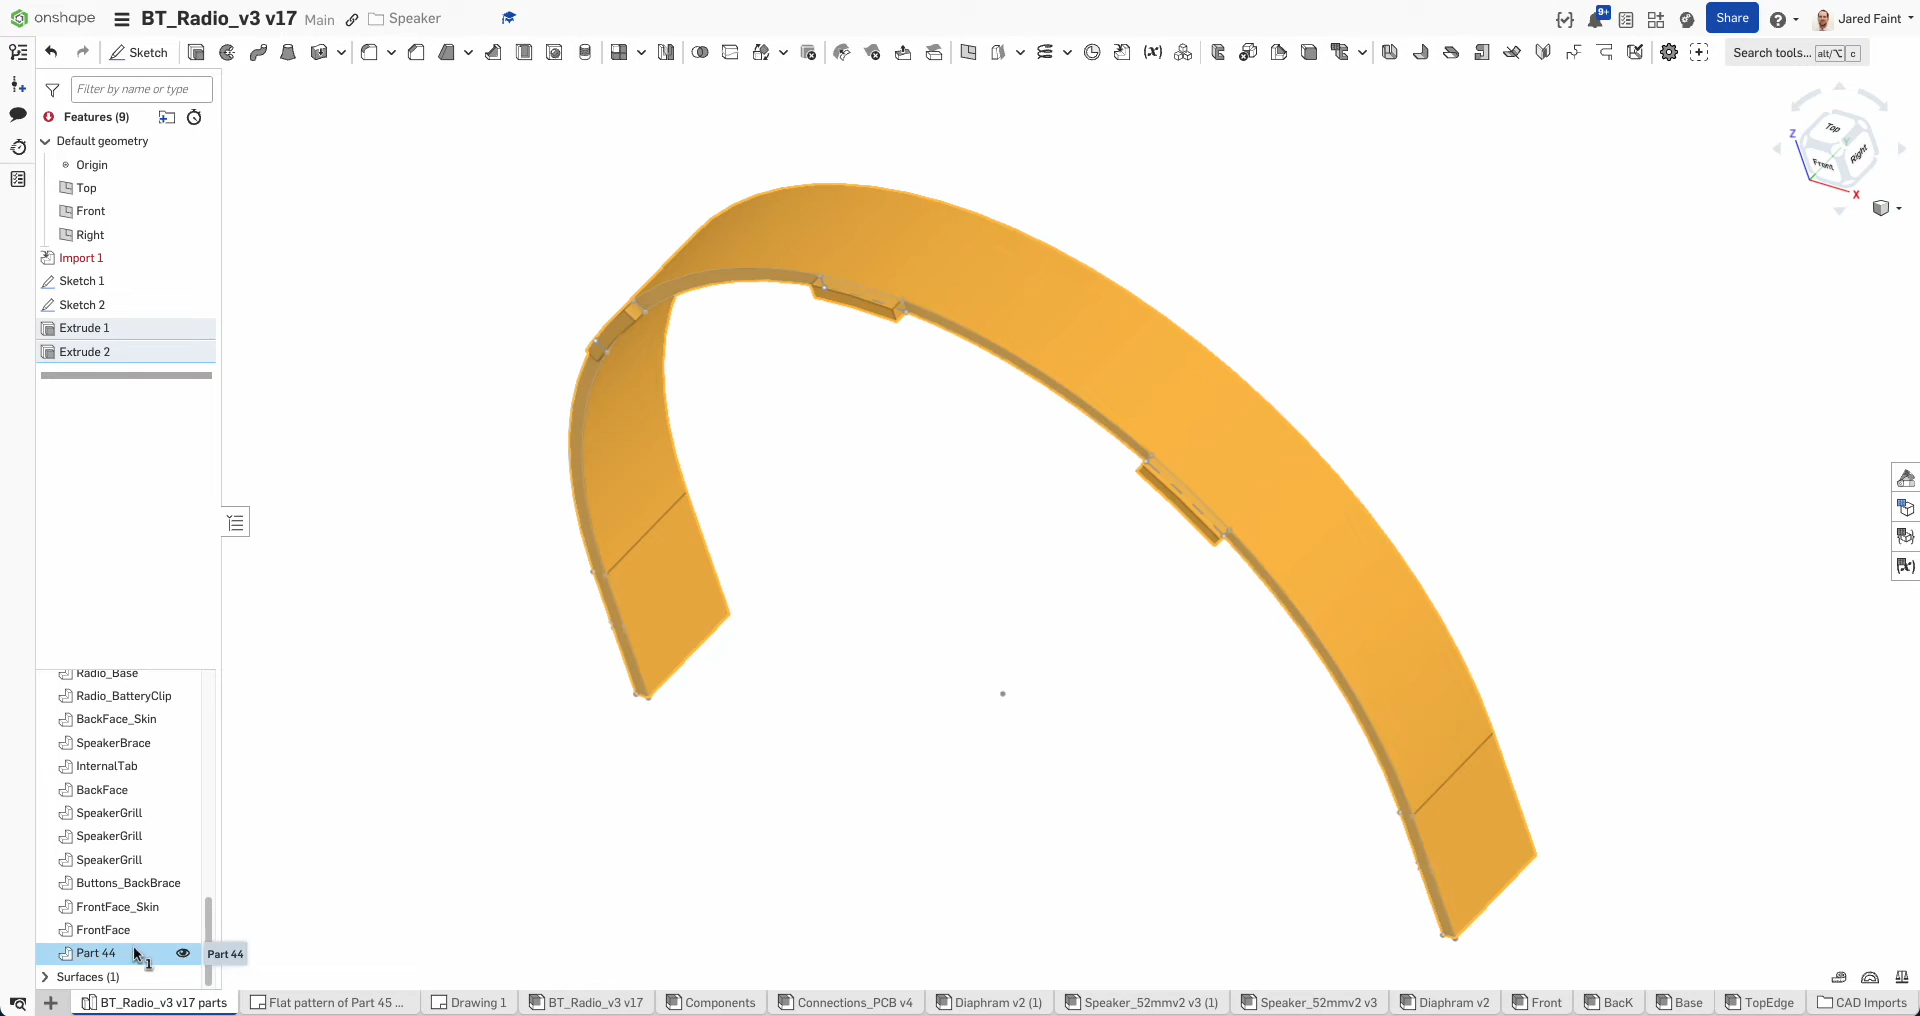 onshape
BT_Radio_v3 v17 Main
Speaker
9+
Share
Jared Faint
Sketch
Search tools... alt/⌥ c
Filter by name or type
Features (9)
Default geometry
Origin
Top
Front
Right
Import 1
Sketch 1
Sketch 2
Extrude 1
Extrude 2
Top
Front
Right
Z
X
(x)
(x)
Radio_Base
Radio_BatteryClip
BackFace_Skin
SpeakerBrace
InternalTab
BackFace
SpeakerGrill
SpeakerGrill
SpeakerGrill
Buttons_BackBrace
FrontFace_Skin
FrontFace
Part 44
1
Part 44
Surfaces (1)
BT_Radio_v3 v17 parts
Flat pattern of Part 45 ...
Drawing 1
BT_Radio_v3 v17
Components
Connections_PCB v4
Diaphram v2 (1)
Speaker_52mmv2 v3 (1)
Speaker_52mmv2 v3
Diaphram v2
Front
BacK
Base
TopEdge
CAD Imports